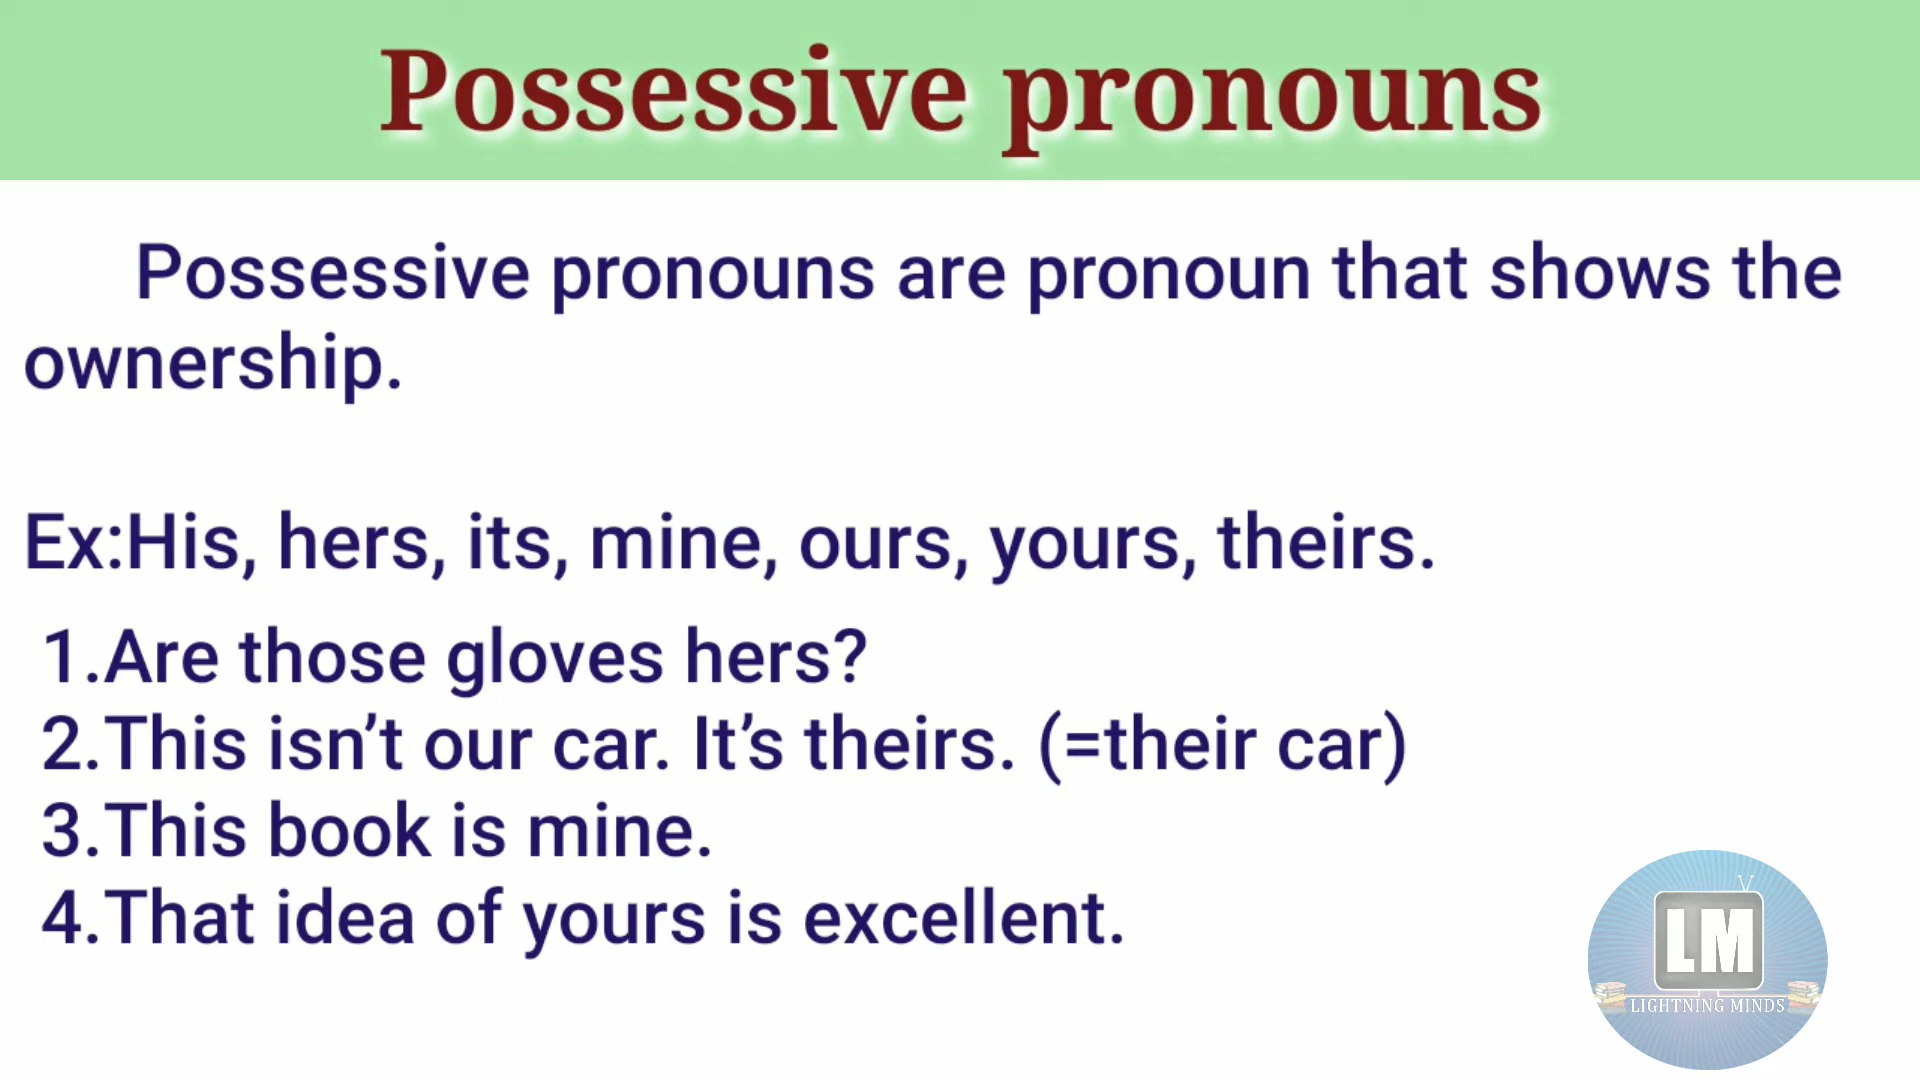 Possessive pronouns
Possessive pronouns are pronoun that shows the
ownership.
Ex:His, hers, its, mine, ours, yours, theirs.
1.Are those gloves hers?
2.This isn’t our car. It’s theirs. (=their car)
3.This book is mine.
4.That idea of yours is excellent.
LM
LIGHTNING MINDS